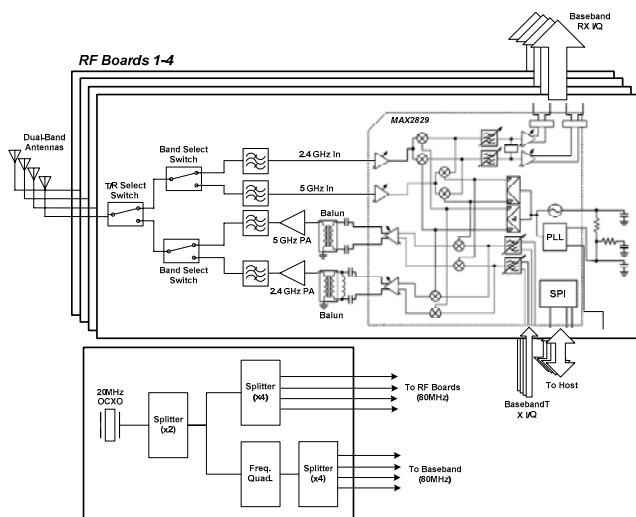 Baseband
RX I/Q
RF Boards 1-4
MAX2829
Dual-Band
Antennas
Band Select
Switch
2.4 GHz In
T/R Select
Switch
5 GHz In
Balun
5 GHz PA
PLL
Band Select
Switch
2.4 GHz PA
Balun
SPI
To Host
BasebandT
X I/Q
20MHz
OCXO
Splitter
(x2)
Splitter
(x4)
To RF Boards
(80MHz)
Freq.
Quad.
Splitter
(x4)
To Baseband
(80MHz)